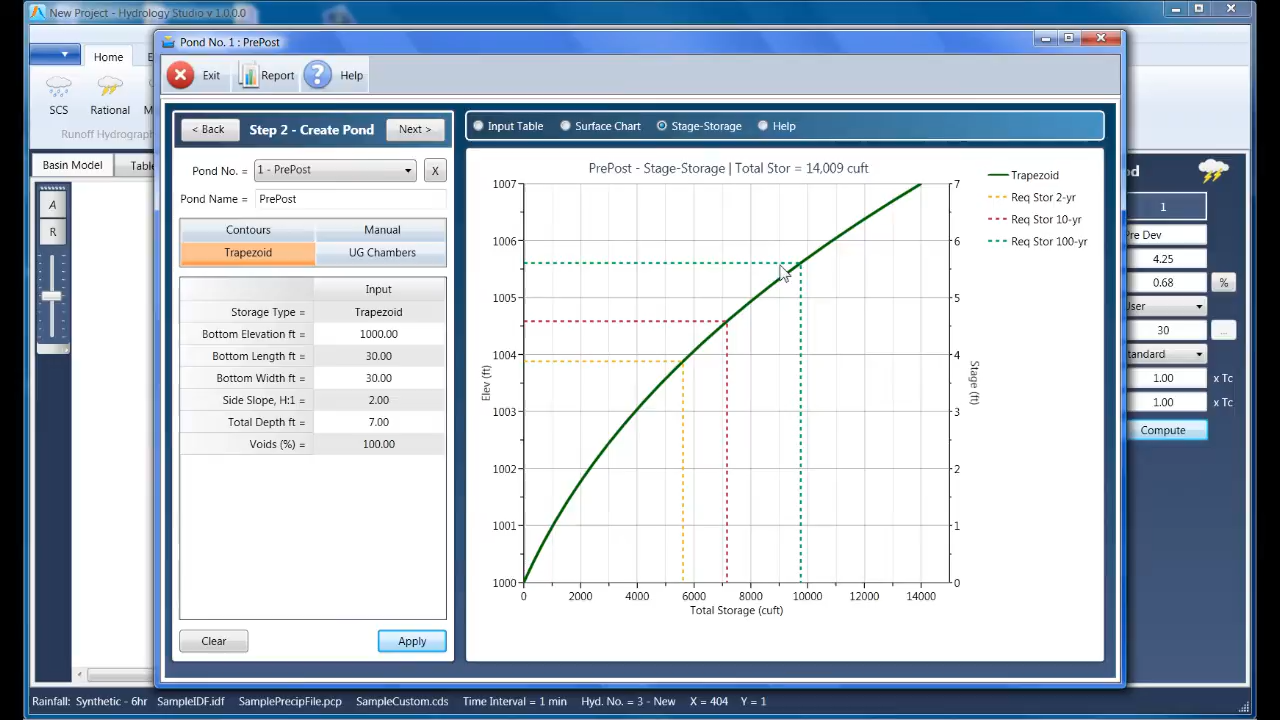 New Project - Hydrology Studio v 1.0.0.0
Pond No. 1 : PrePost
Home
Exit
Report
?
Help
SCS
Rational
Runoff Hydrograp
Basin Model
Table
A
R
< Back
Step 2 - Create Pond
Next >
Pond No. =
1 - PrePost
X
Pond Name =
PrePost
Contours
Manual
Trapezoid
UG Chambers
Input
Storage Type =
Trapezoid
Bottom Elevation ft =
1000.00
Bottom Length ft =
30.00
Bottom Width ft =
30.00
Side Slope, H:1 =
2.00
Total Depth ft =
7.00
Voids (%) =
100.00
Clear
Apply
Input Table
Surface Chart
Stage-Storage
Help
PrePost - Stage-Storage | Total Stor = 14,009 cuft
1007
1006
1005
1004
1003
1002
1001
1000
Elev (ft)
7
6
5
4
3
2
1
0
Stage (ft)
0
2000
4000
6000
8000
10000
12000
14000
Total Storage (cuft)
Trapezoid
Req Stor 2-yr
Req Stor 10-yr
Req Stor 100-yr
od
1
Pre Dev
4.25
0.68
%
User
30
...
tandard
1.00
x Tc
1.00
x Tc
Compute
Rainfall: Synthetic - 6hr
SampleIDF.idf
SamplePrecipFile.pcp
SampleCustom.cds
Time Interval = 1 min
Hyd. No. = 3 - New
X = 404
Y = 1